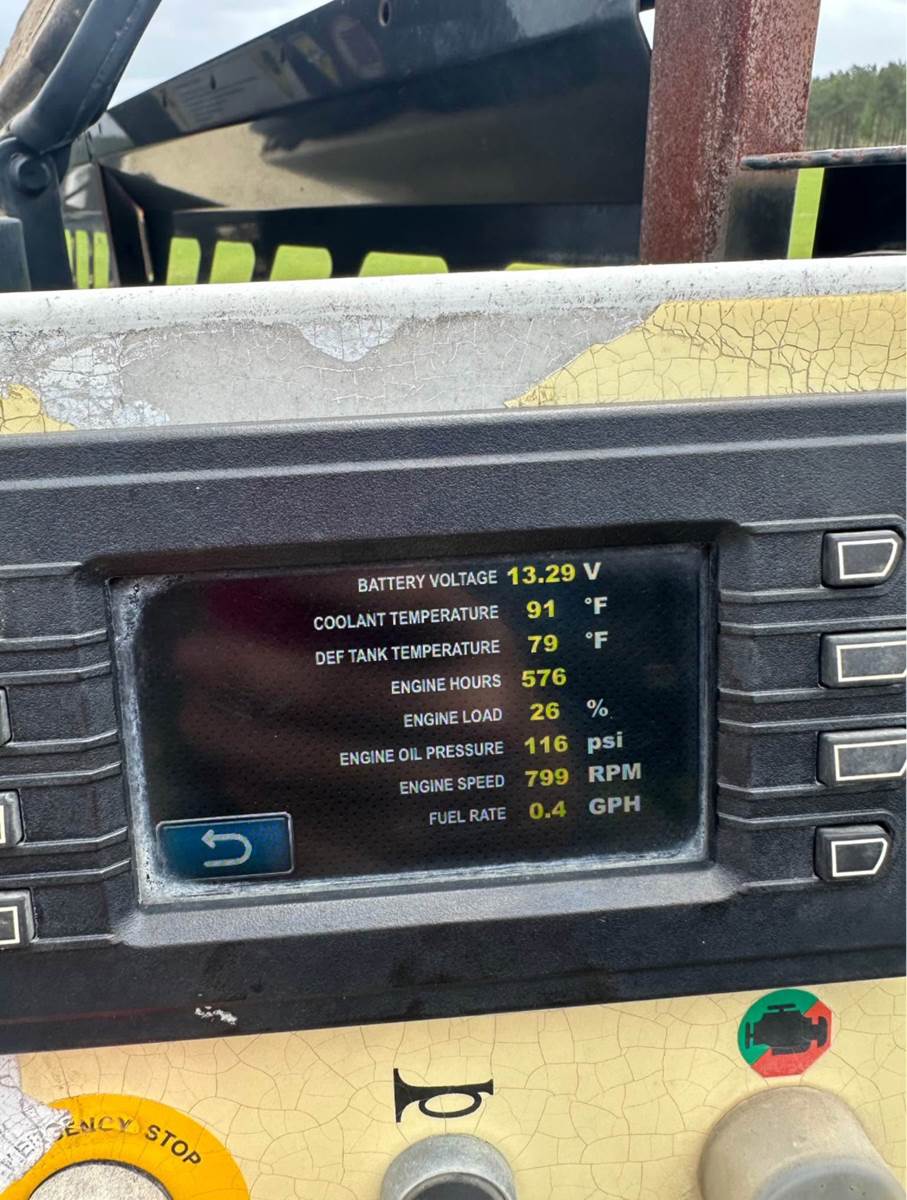 BATTERY VOLTAGE 13.29 V
COOLANT TEMPERATURE 91 °F
DEF TANK TEMPERATURE 79 °F
ENGINE HOURS 576
ENGINE LOAD 26 %
ENGINE OIL PRESSURE 116 psi
ENGINE SPEED 799 RPM
FUEL RATE 0.4 GPH
STOP